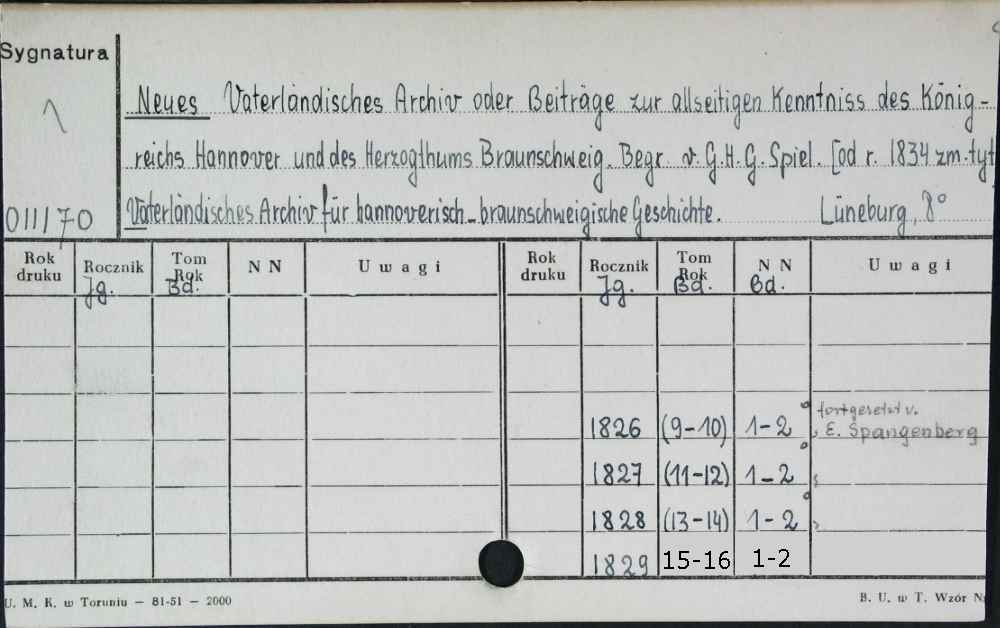 Sygnatura
1
011170
Neues Vaterländisches Archiv oder Beiträge zur allseitigen Kenntniss des König-
reichs Hannover und des Herzogthums Braunschweig. Begr. v. G.H.G. Spiel. [od r. 1834 zm. tyt
Vaterländisches Archiv für hannoverisch-braunschweigische Geschichte. Lüneburg, 8°
Rok druku Rocznik Tom Rok N N Uwagi Rok druku Rocznik Tom Rok N N Uwagi
Jg. Bd. Jg. Bd. Bd.
fortgesetzt v.
1826 (9-10) 1-2 E. Spangenberg
1827 (11-12) 1-2
1828 (13-14) 1-2
1829 15-16 1-2
U. M. K. w Toruniu — 81-51 — 2000 B. U. w T. Wzór